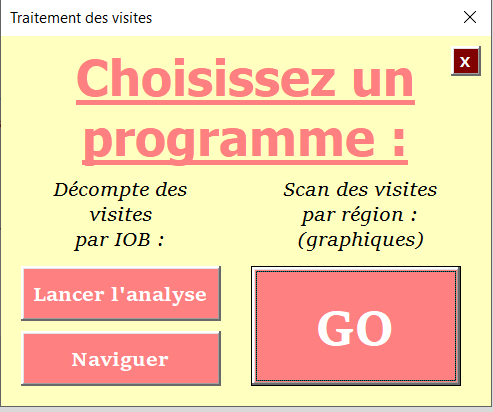 Traitement des visites
x
Choisissez un
programme :
Décompte des
visites
par IOB :
Scan des visites
par région :
(graphiques)
Lancer l'analyse
Naviguer
GO